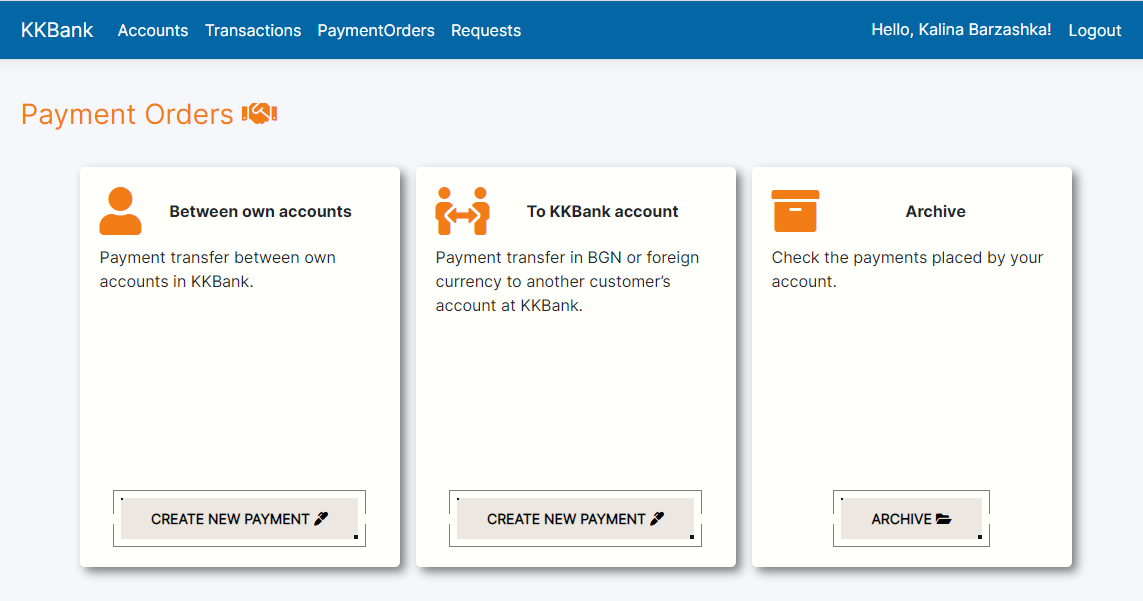 KKBank Accounts Transactions PaymentOrders Requests Hello, Kalina Barzashka! Logout
Payment Orders
Between own accounts
Payment transfer between own
accounts in KKBank.
CREATE NEW PAYMENT
To KKBank account
Payment transfer in BGN or foreign
currency to another customer’s
account at KKBank.
CREATE NEW PAYMENT
Archive
Check the payments placed by your
account.
ARCHIVE